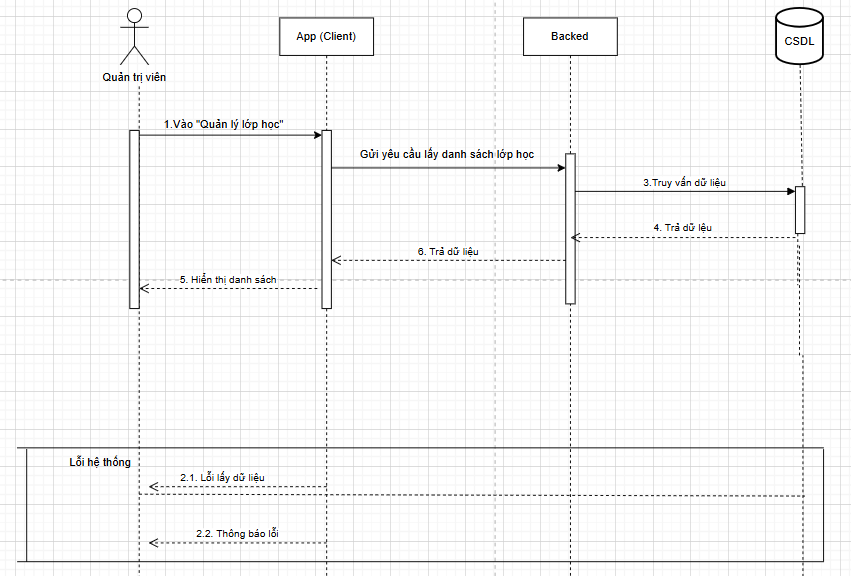 App (Client)
Backed
CSDL
Quản trị viên
1.Vào "Quản lý lớp học"
Gửi yêu cầu lấy danh sách lớp học
3.Truy vấn dữ liệu
4. Trả dữ lệu
6. Trả dữ liệu
5. Hiển thị danh sách
Lỗi hệ thống
2.1. Lỗi lấy dữ liệu
2.2. Thông báo lỗi